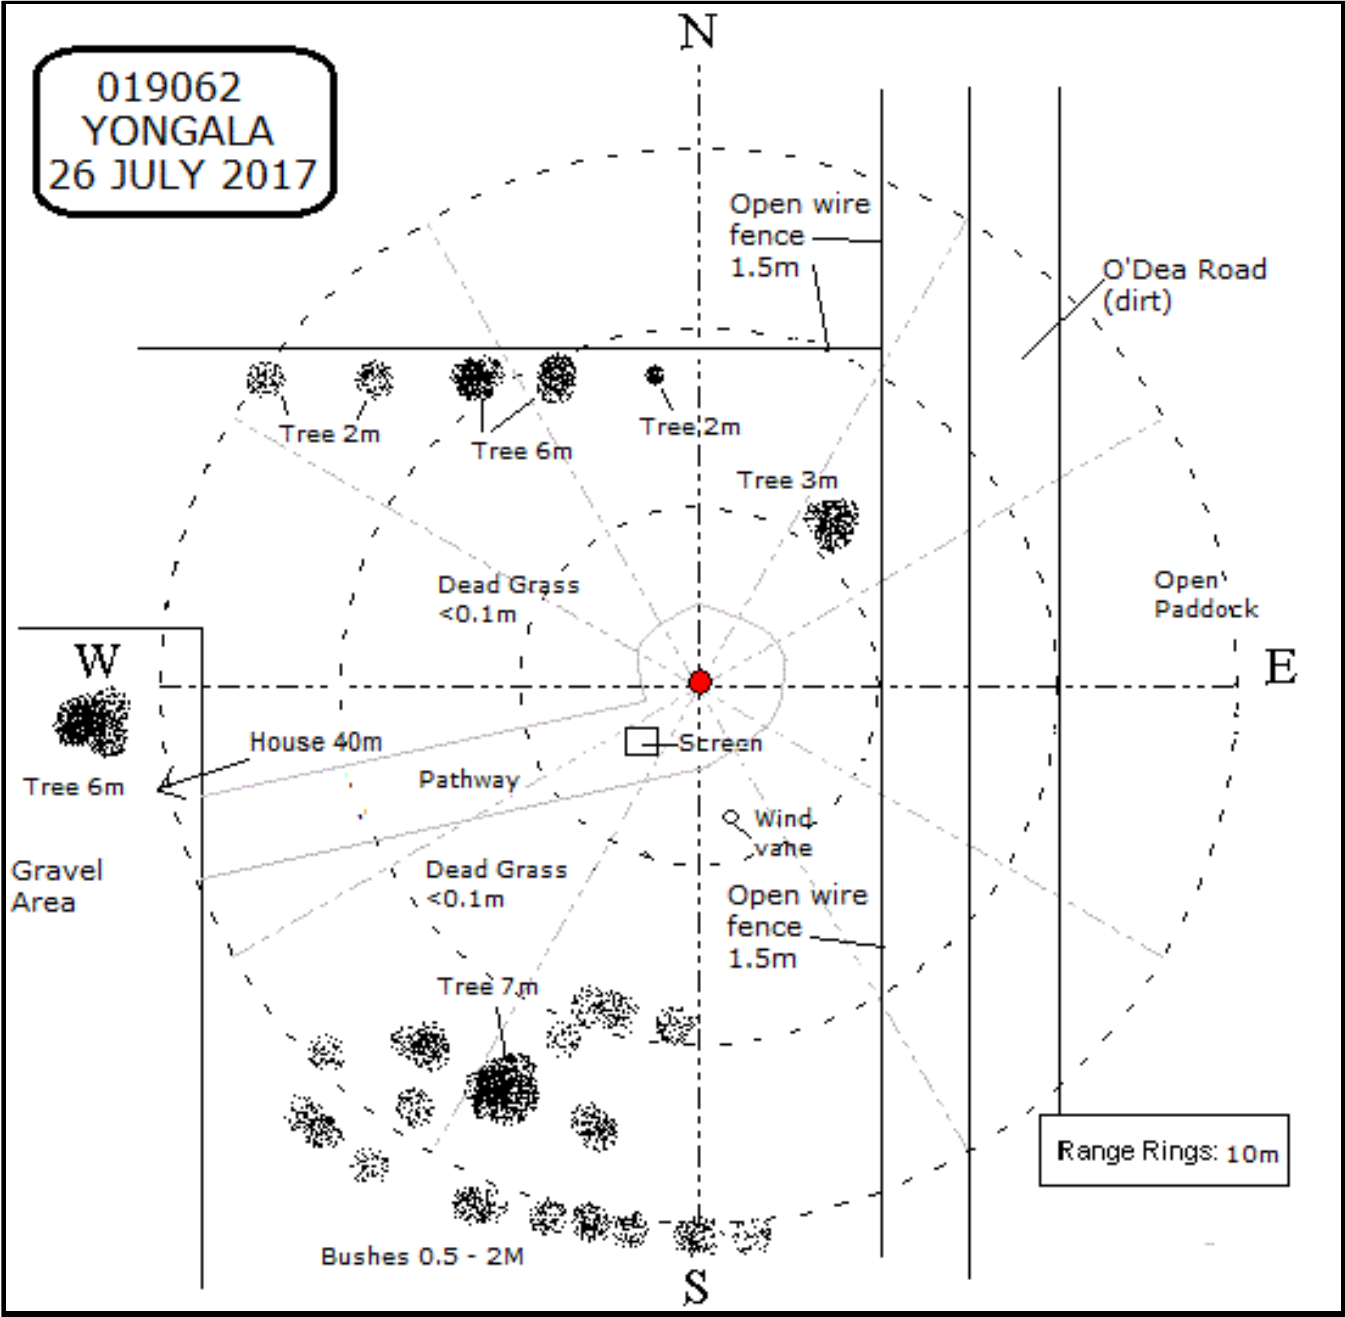 N
019062
YONGALA
26 JULY 2017
Open wire
fence
1.5m
O'Dea Road
(dirt)
Tree 2m
Tree 6m
Tree 2m
Tree 3m
Dead Grass
<0.1m
Open
Paddock
W
E
House 40m
Screen
Tree 6m
Pathway
Wind
vane
Gravel
Area
Dead Grass
<0.1m
Open wire
fence
1.5m
Tree 7m
Range Rings: 10m
Bushes 0.5 - 2M
S